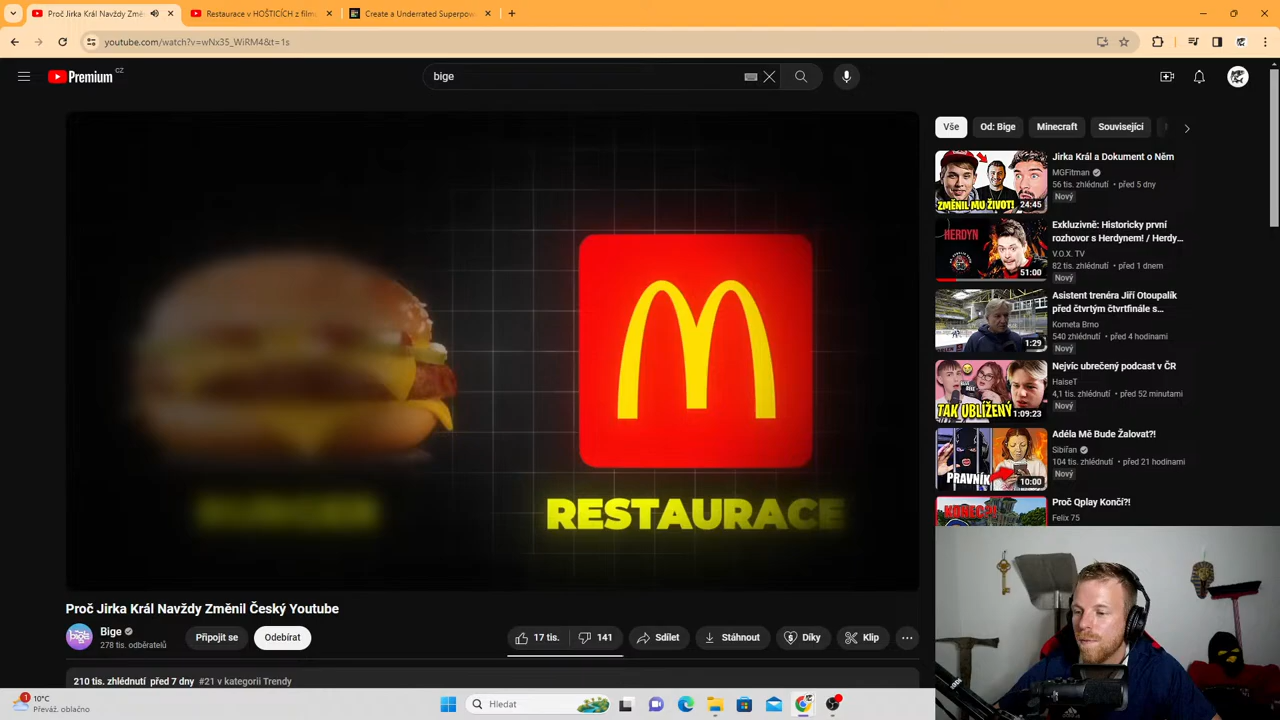 Proč Jirka Král Navždy Změn
Restaurace v HOŠTICÍCH z film
Create a Underrated Superpow
youtube.com/watch?v=wNx35_WiRM4&t=1s
Premium CZ
bige
RESTAURACE
Proč Jirka Král Navždy Změnil Český Youtube
Bige
278 tis. odběratelů
Připojit se
Odebírat
17 tis.
141
Sdílet
Stáhnout
Díky
Klip
210 tis. zhlédnutí před 7 dny #21 v kategorii Trendy
Vše
Od: Bige
Minecraft
Související
ZMĚNIL MU ŽIVOT!
24:45
Jirka Král a Dokument o Něm
MGFitman
56 tis. zhlédnutí • před 5 dny
Nový
HERDYN
51:00
Exkluzivně: Historicky první
rozhovor s Herdynem! / Herdy...
V.O.X. TV
82 tis. zhlédnutí • před 1 dnem
Nový
1:29
Asistent trenéra Jiří Otoupalík
před čtvrtým čtvrtfinále s...
Kometa Brno
540 zhlédnutí • před 4 hodinami
Nový
TAK UBLÍŽENÝ
1:09:23
Nejvíc ubrečený podcast v ČR
HaiseT
4,1 tis. zhlédnutí • před 52 minutami
Nový
PRAVNÍK
10:00
Adéla Mě Bude Žalovat?!
Sibiřan
104 tis. zhlédnutí • před 21 hodinami
Nový
KONEC?!
Proč Qplay Končí?!
Felix 75
1
10°C
Převáž. oblačno
Hledat